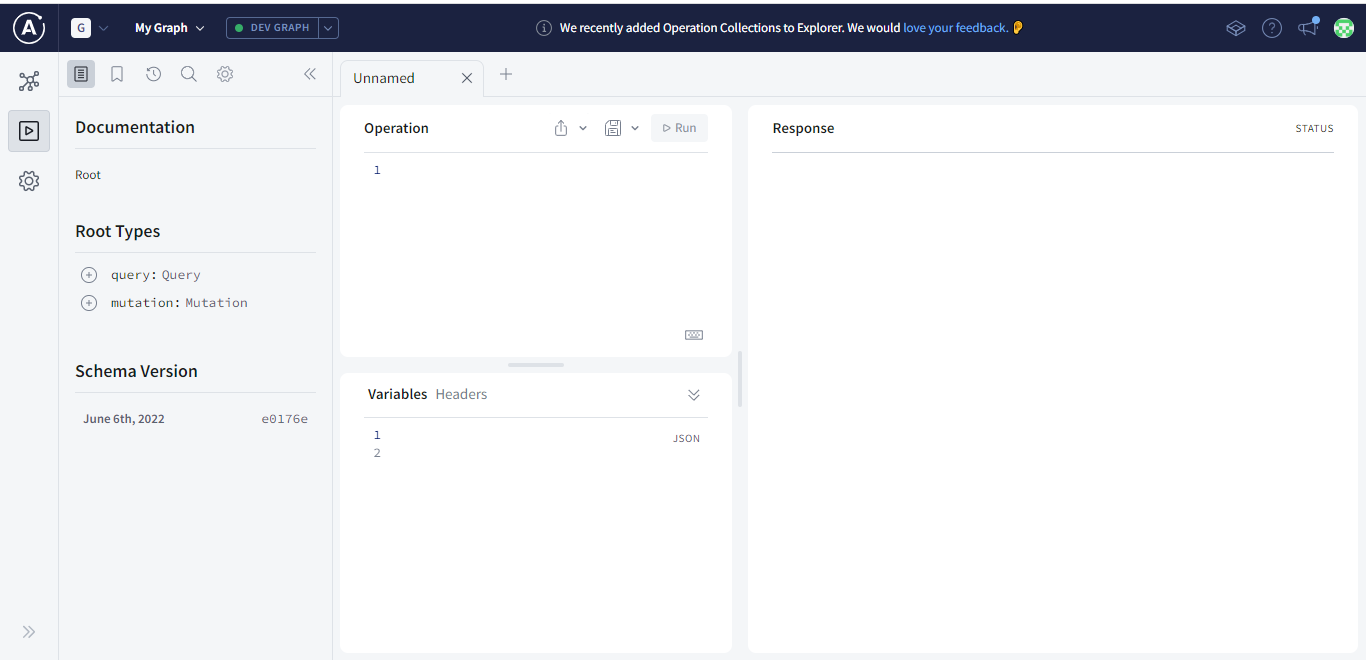 G My Graph DEV GRAPH We recently added Operation Collections to Explorer. We would love your feedback.
Documentation
Root
Root Types
query: Query
mutation: Mutation
Schema Version
June 6th, 2022 e0176e
Unnamed
Operation Run
1
Variables Headers
1 JSON
2
Response STATUS